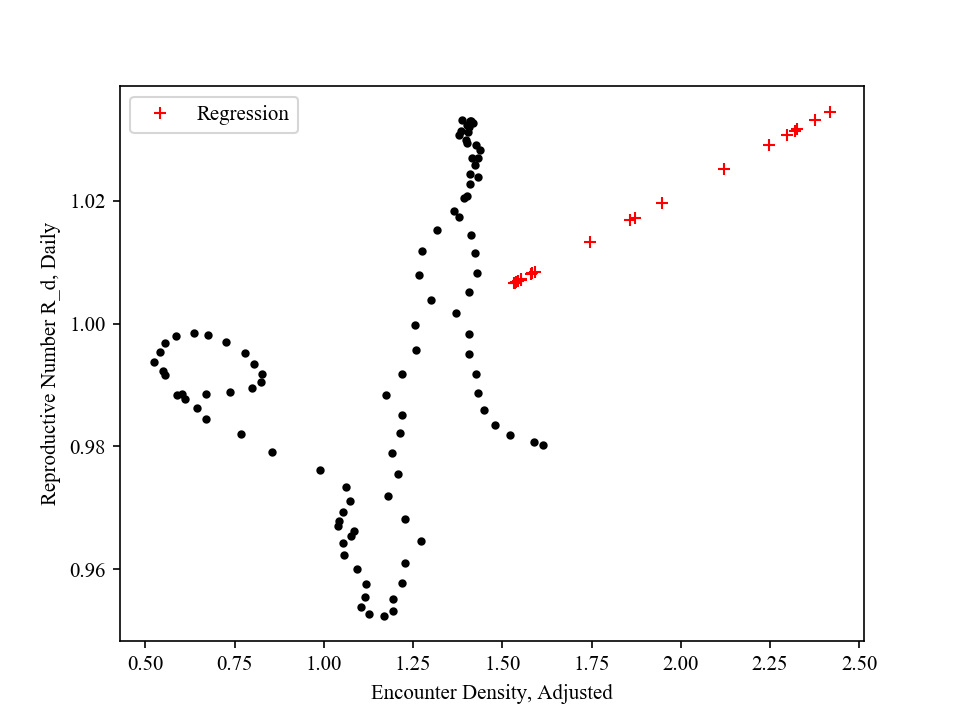 Regression
1.02
1.00
0.98
0.96
Reproductive Number R_d, Daily
0.50 0.75 1.00 1.25 1.50 1.75 2.00 2.25 2.50
Encounter Density, Adjusted